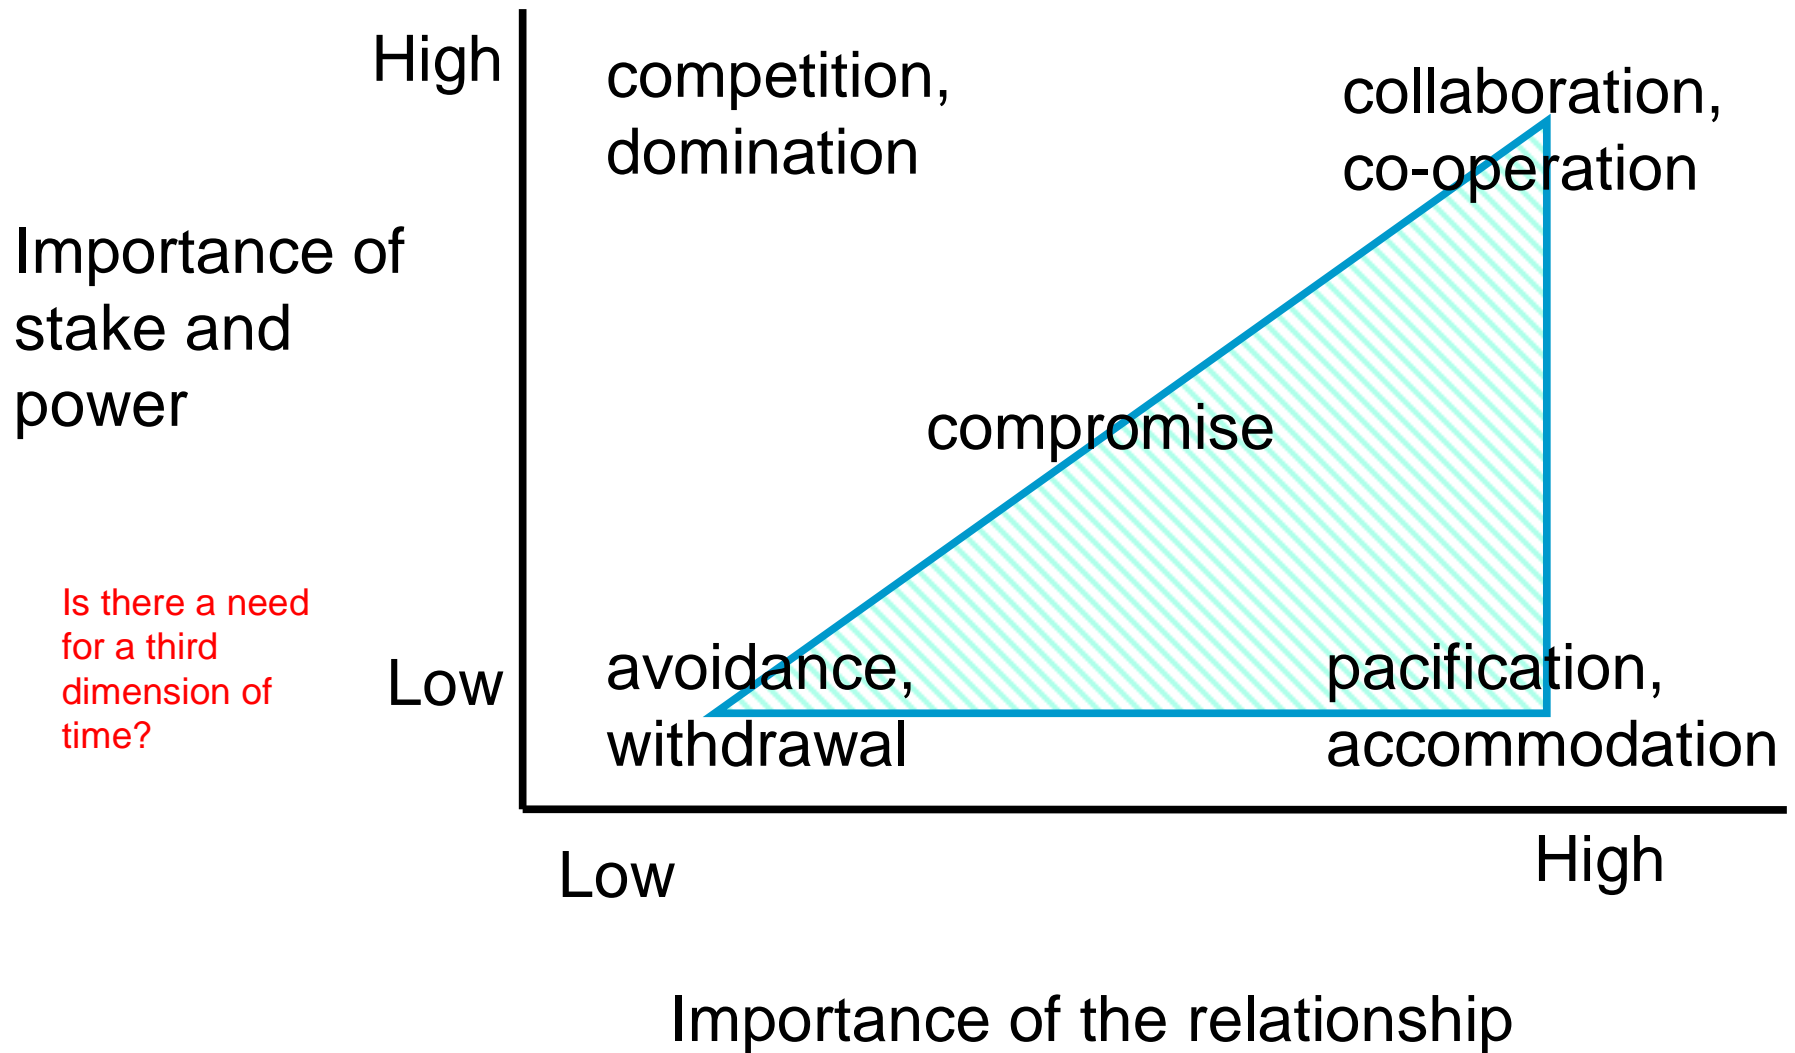 High
competition,
domination
collaboration,
co-operation
Importance of
stake and
power
compromise
Is there a need
for a third
dimension of
time?
Low
avoidance,
withdrawal
pacification,
accommodation
Low
High
Importance of the relationship